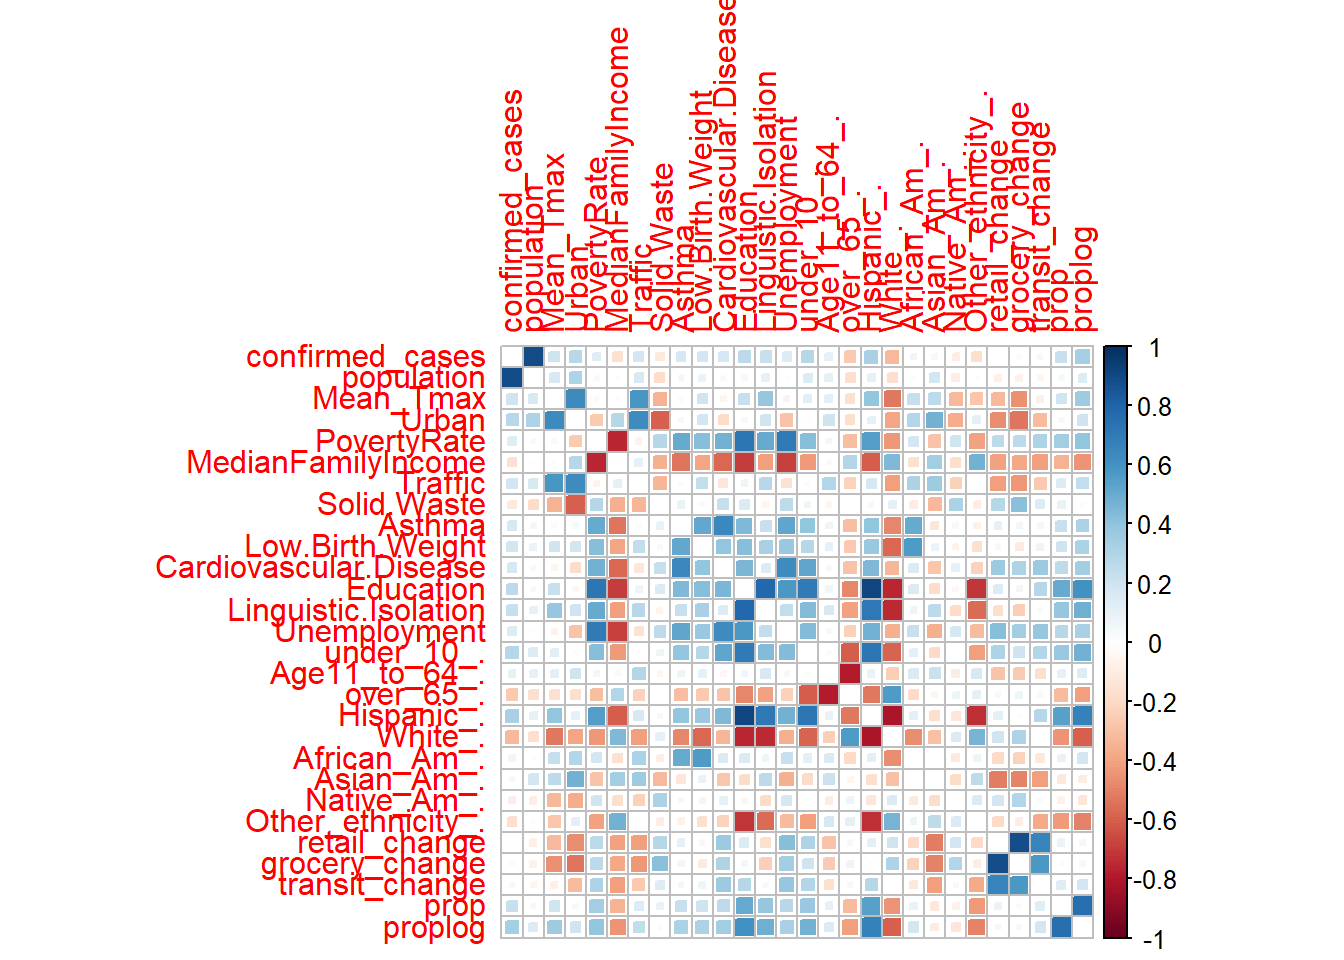 confirmed_cases
population
Mean_Tmax
Urban
PovertyRate
MedianFamilyIncome
Traffic
Solid.Waste
Asthma
Low.Birth.Weight
Cardiovascular.Disease
Education
Linguistic.Isolation
Unemployment
under_10_.
Age11_to_64_.
over_65_.
Hispanic_.
White_.
African_Am_.
Asian_Am_.
Native_Am_.
Other_ethnicity_.
retail_change
grocery_change
transit_change
prop
proplog
confirmed_cases
population
Mean_Tmax
Urban
PovertyRate
MedianFamilyIncome
Traffic
Solid.Waste
Asthma
Low.Birth.Weight
Cardiovascular.Disease
Education
Linguistic.Isolation
Unemployment
under_10_.
Age11_to_64_.
over_65_.
Hispanic_.
White_.
African_Am_.
Asian_Am_.
Native_Am_.
Other_ethnicity_.
retail_change
grocery_change
transit_change
prop
proplog
1
0.8
0.6
0.4
0.2
0
-0.2
-0.4
-0.6
-0.8
-1